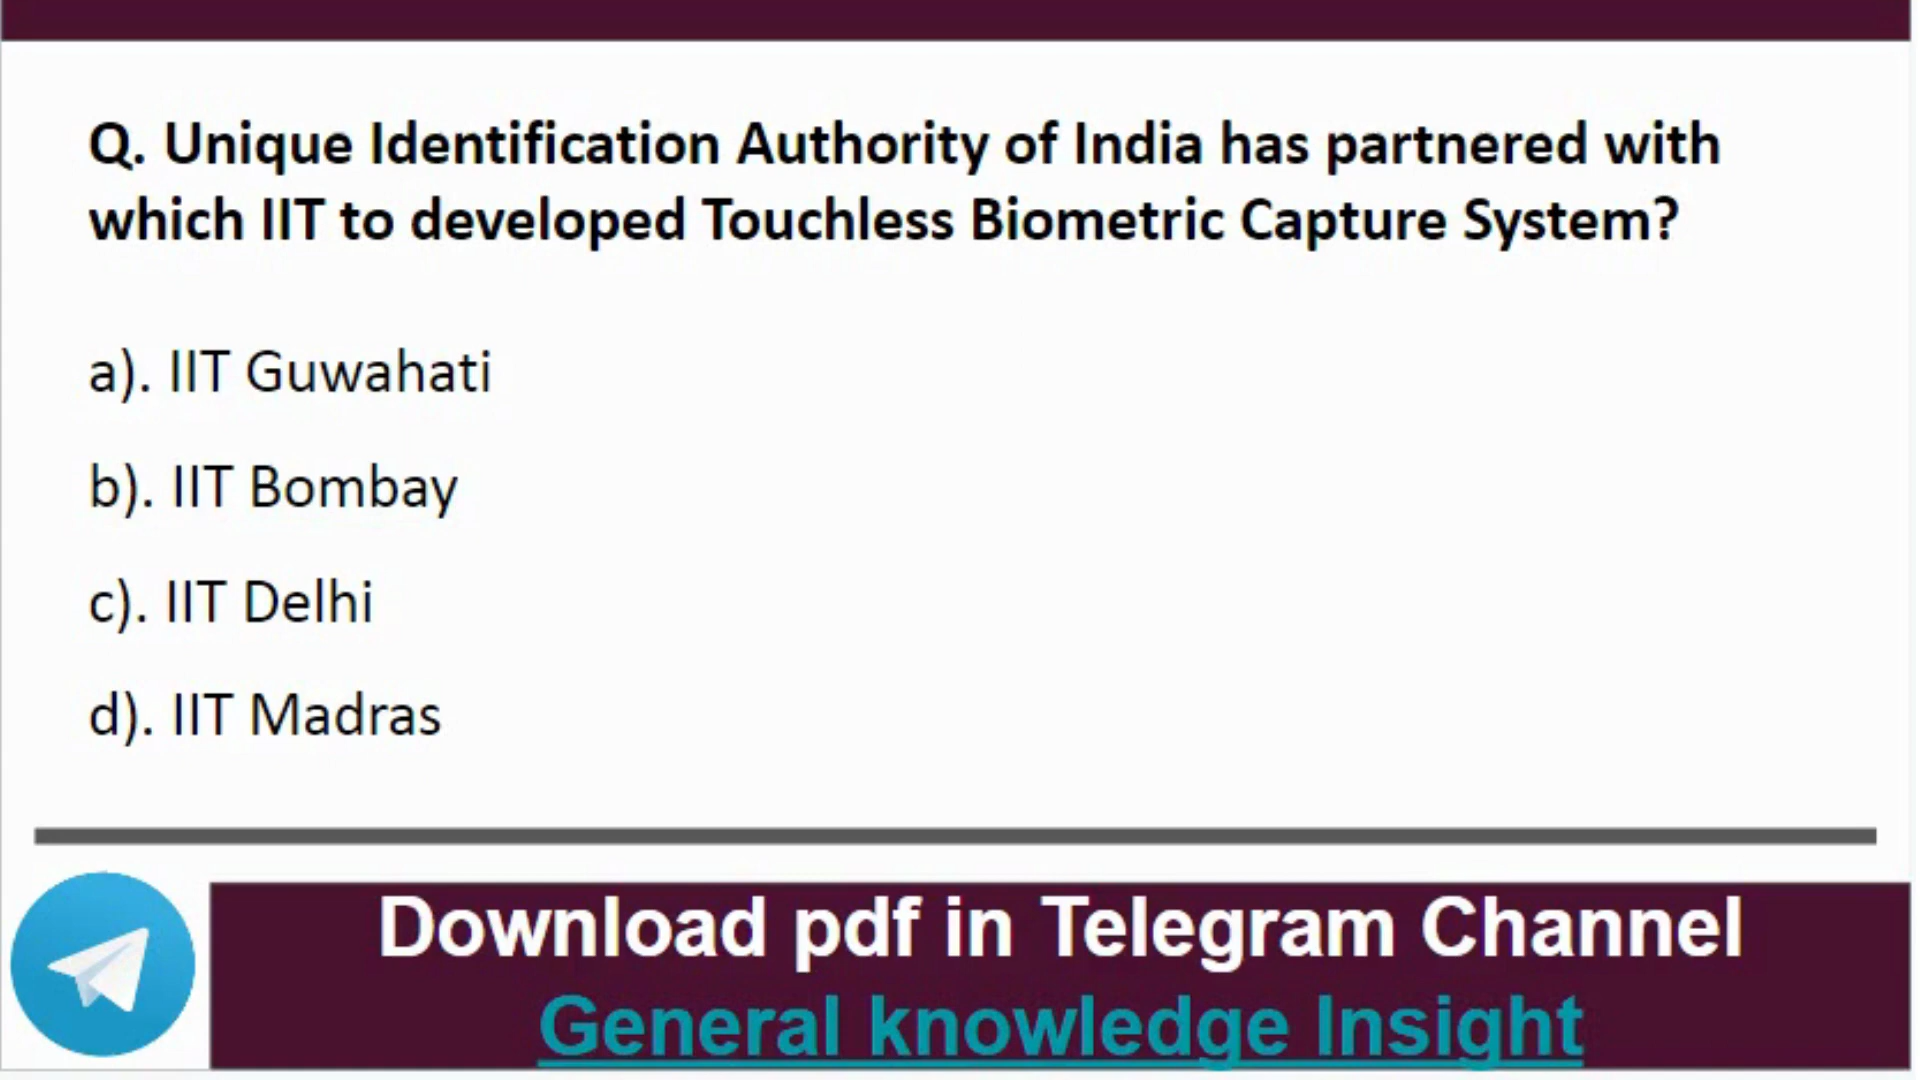 Q. Unique Identification Authority of India has partnered with
which IIT to developed Touchless Biometric Capture System?
a). IIT Guwahati
b). IIT Bombay
c). IIT Delhi
d). IIT Madras
Download pdf in Telegram Channel
General knowledge Insight